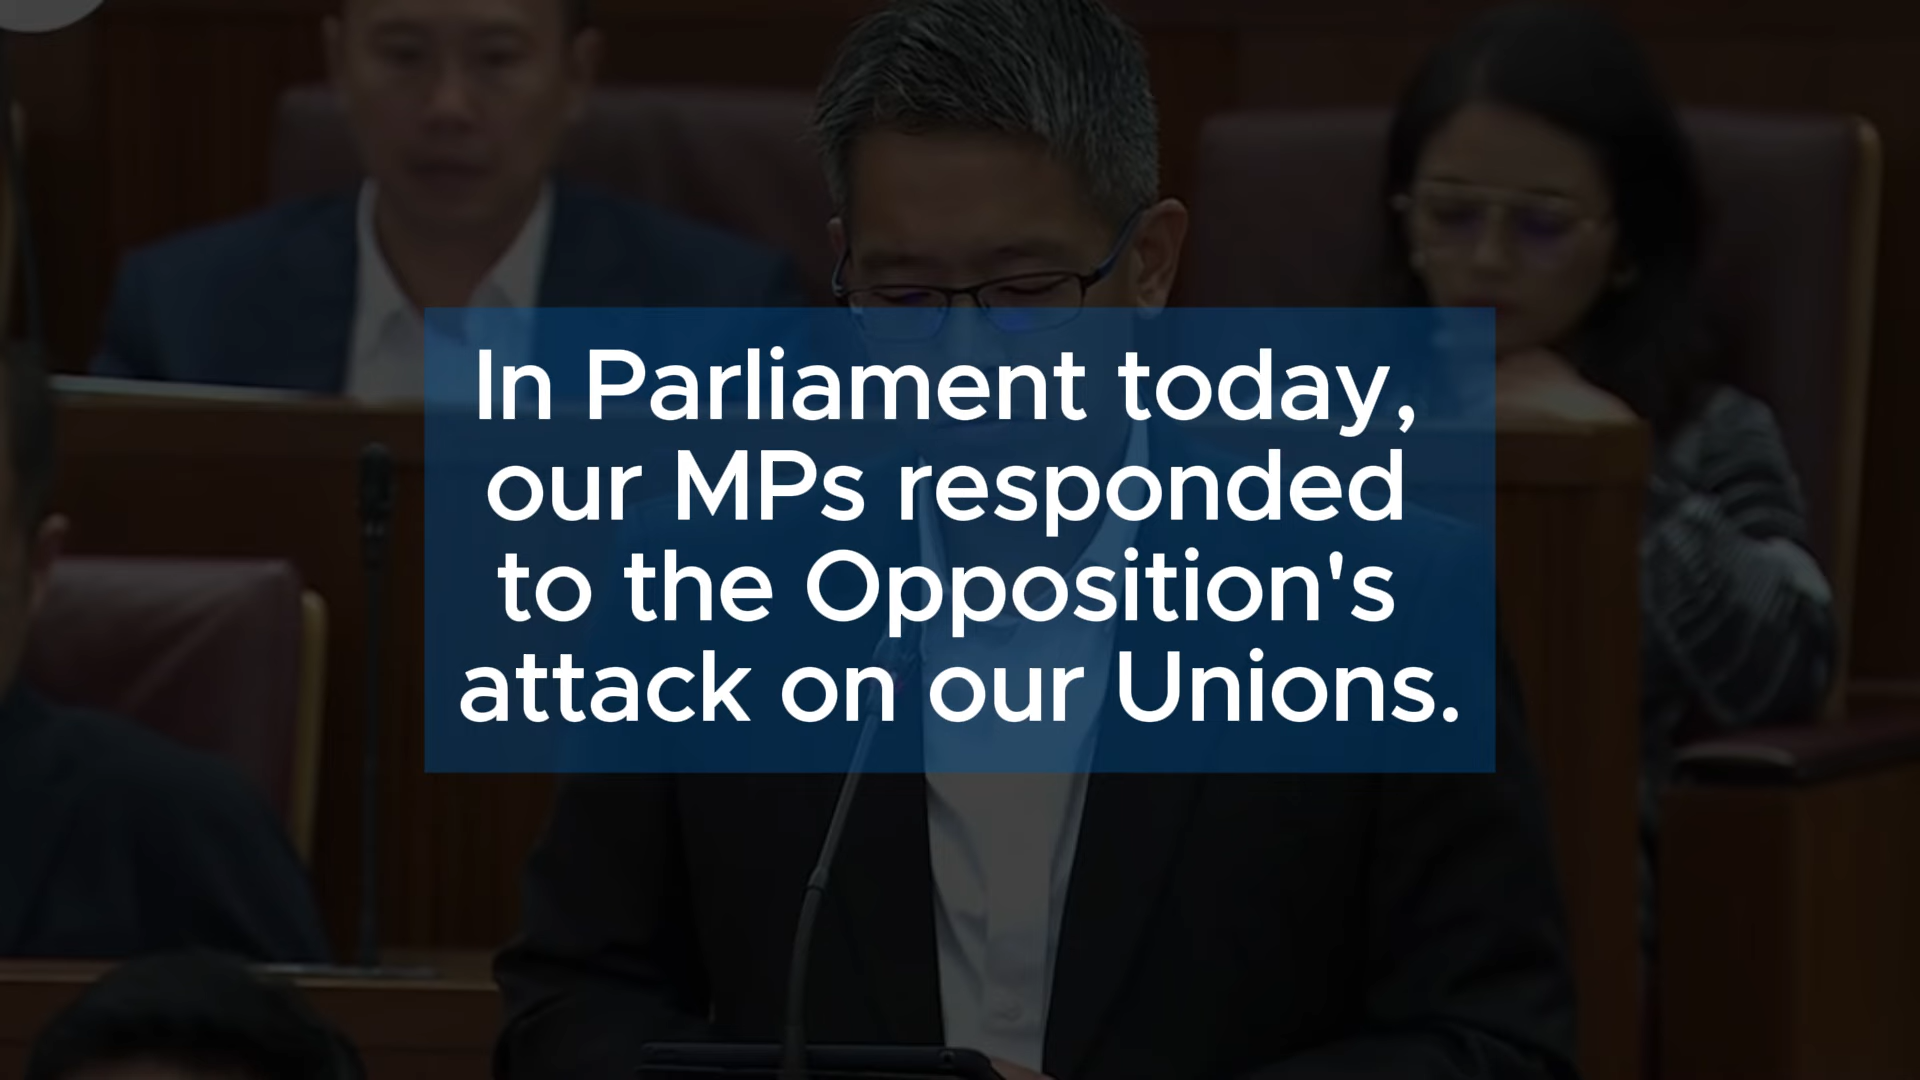 In Parliament today,
our MPs responded
to the Opposition's
attack on our Unions.